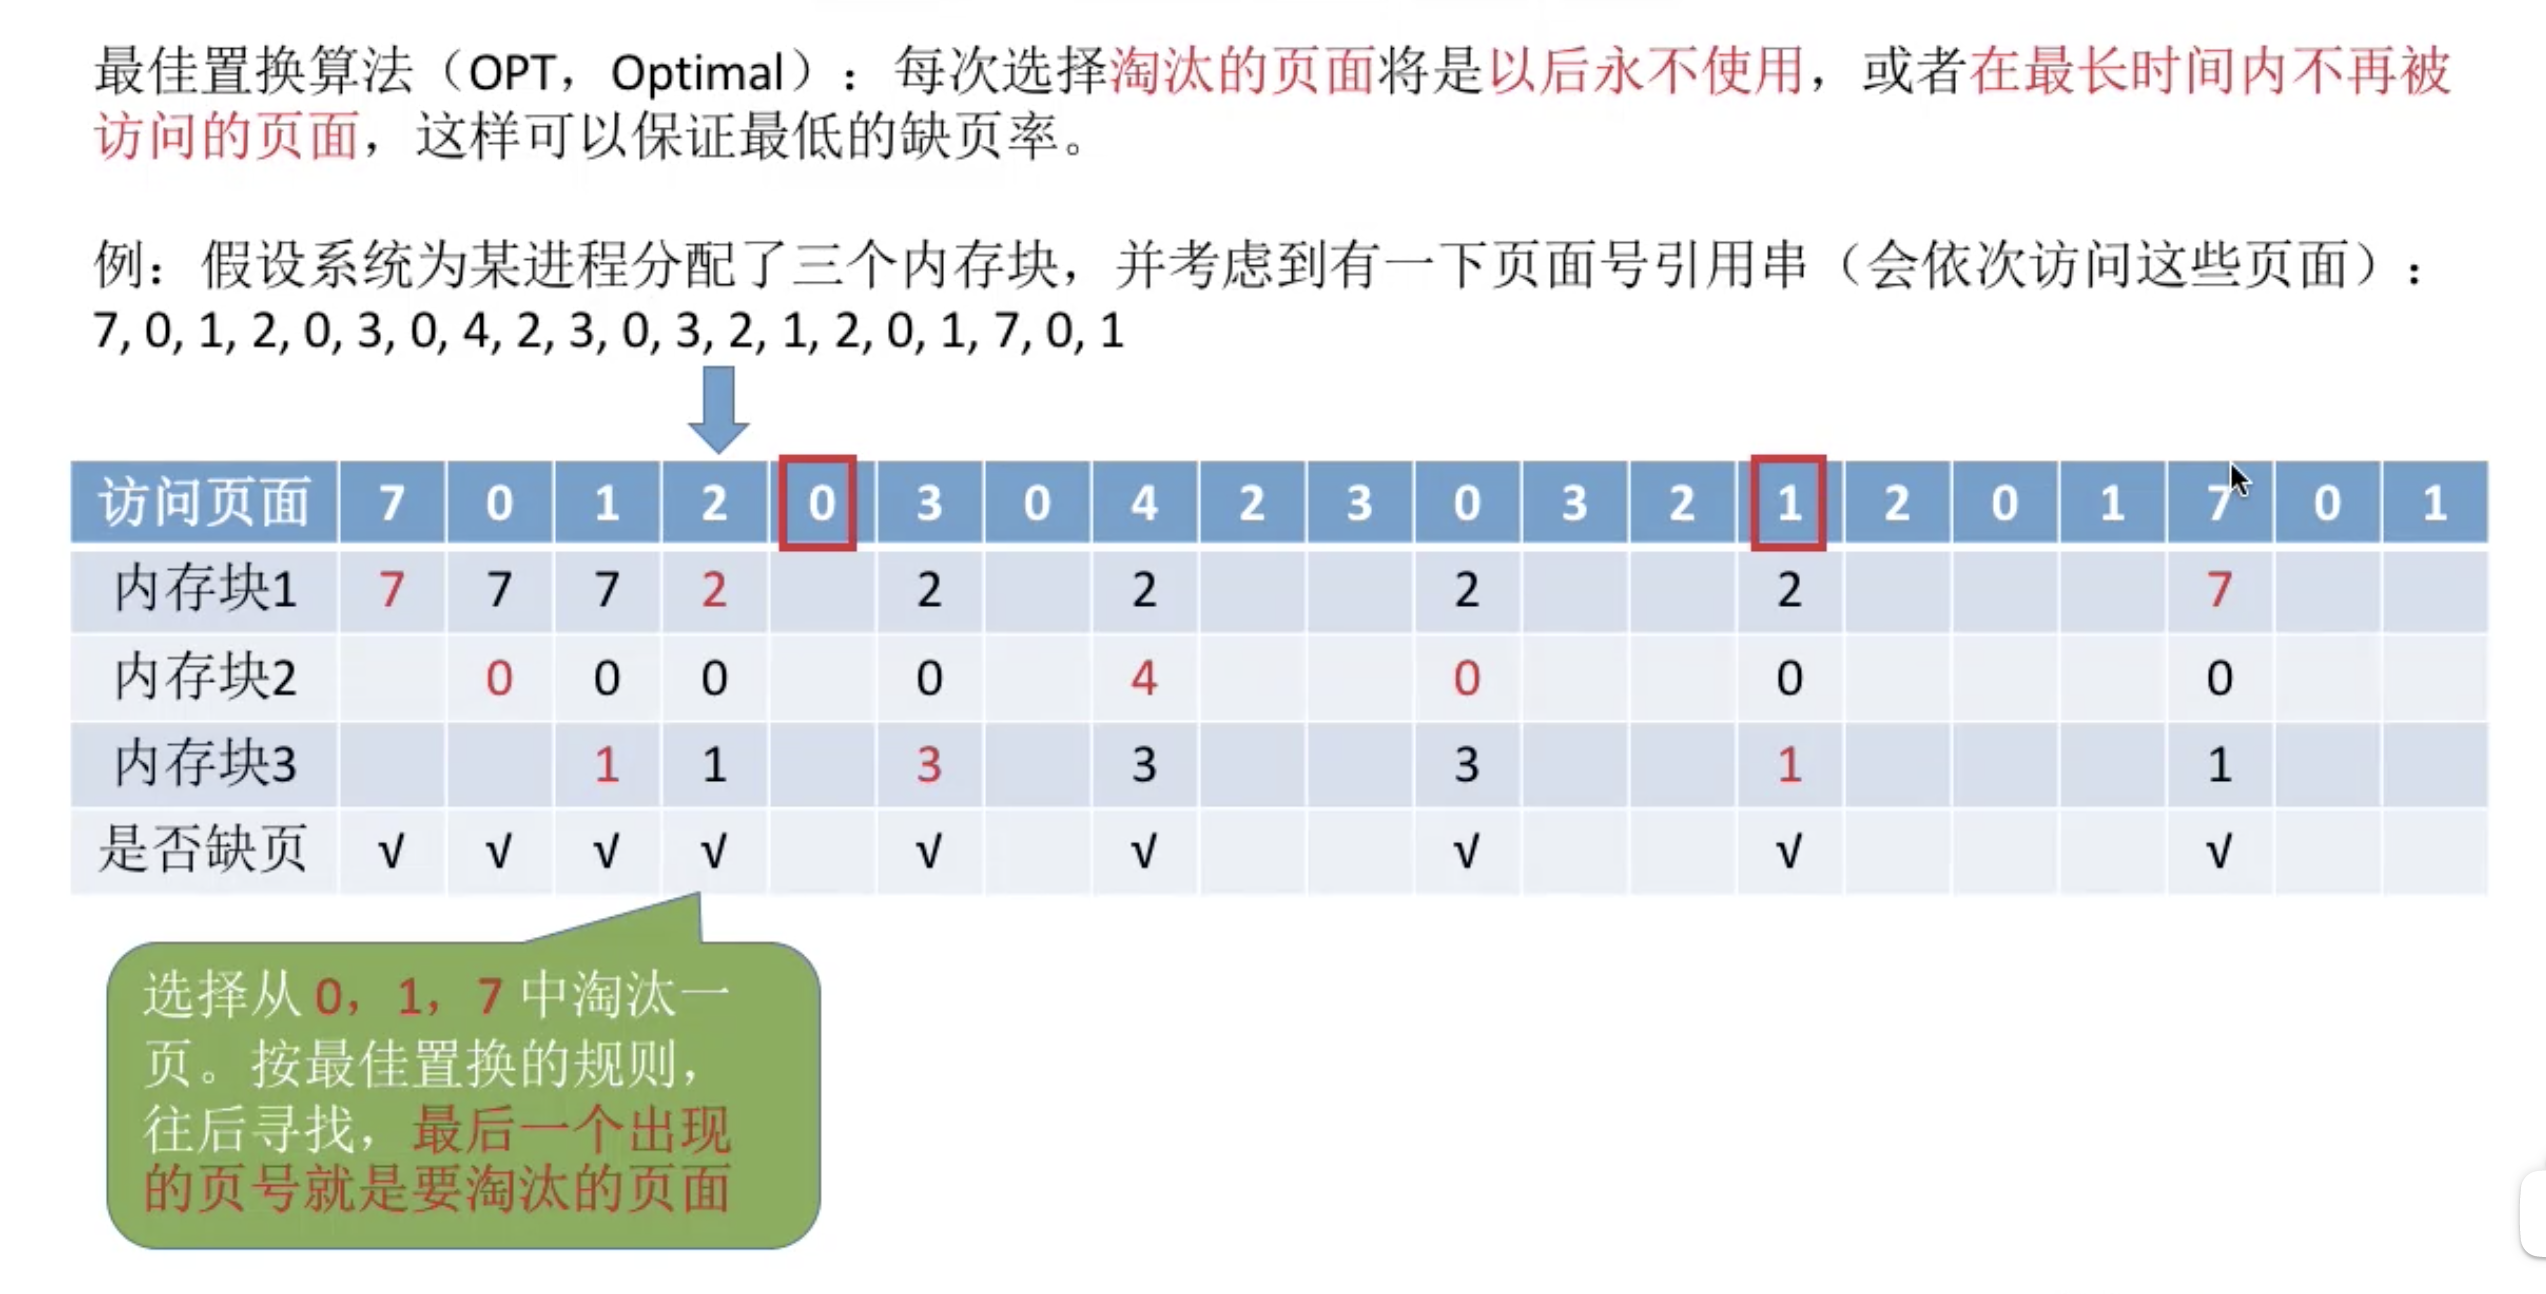 最佳置换算法（OPT，Optimal）：每次选择淘汰的页面将是以后永不使用，或者在最长时间内不再被
访问的页面，这样可以保证最低的缺页率。
例：假设系统为某进程分配了三个内存块，并考虑到有一下页面号引用串（会依次访问这些页面）：
7, 0, 1, 2, 0, 3, 0, 4, 2, 3, 0, 3, 2, 1, 2, 0, 1, 7, 0, 1
访问页面 7 0 1 2 0 3 0 4 2 3 0 3 2 1 2 0 1 7 0 1
内存块1 7 7 7 2 2 2 2 2 7
内存块2 0 0 0 0 4 0 0 0
内存块3 1 1 3 3 3 1 1
是否缺页 √ √ √ √ √ √ √ √ √
选择从 0，1，7 中淘汰一
页。按最佳置换的规则，
往后寻找，最后一个出现
的页号就是要淘汰的页面